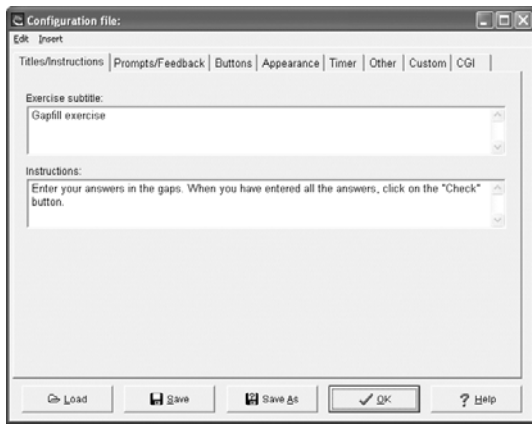 Configuration file:
Edit Insert
Titles/Instructions Prompts/Feedback Buttons Appearance Timer Other Custom CGI
Exercise subtitle:
Gapfill exercise
Instructions:
Enter your answers in the gaps. When you have entered all the answers, click on the "Check"
button.
Load Save Save As OK Help